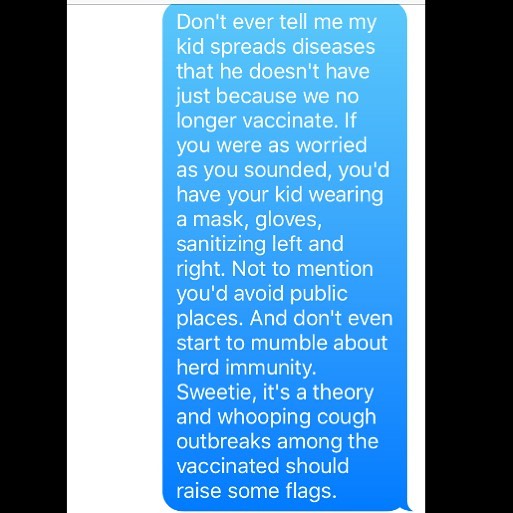 Don't ever tell me my
kid spreads diseases
that he doesn't have
just because we no
longer vaccinate. If
you were as worried
as you sounded, you'd
have your kid wearing
a mask, gloves,
sanitizing left and
right. Not to mention
you'd avoid public
places. And don't even
start to mumble about
herd immunity.
Sweetie, it's a theory
and whooping cough
outbreaks among the
vaccinated should
raise some flags.